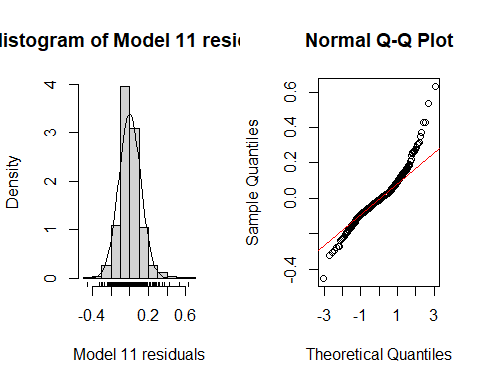 Histogram of Model 11 resi
Density
0
1
2
3
4
-0.4
0.2
0.6
Model 11 residuals
Normal Q-Q Plot
Sample Quantiles
-0.4
0.0
0.2
0.4
0.6
-3
-1
1
3
Theoretical Quantiles